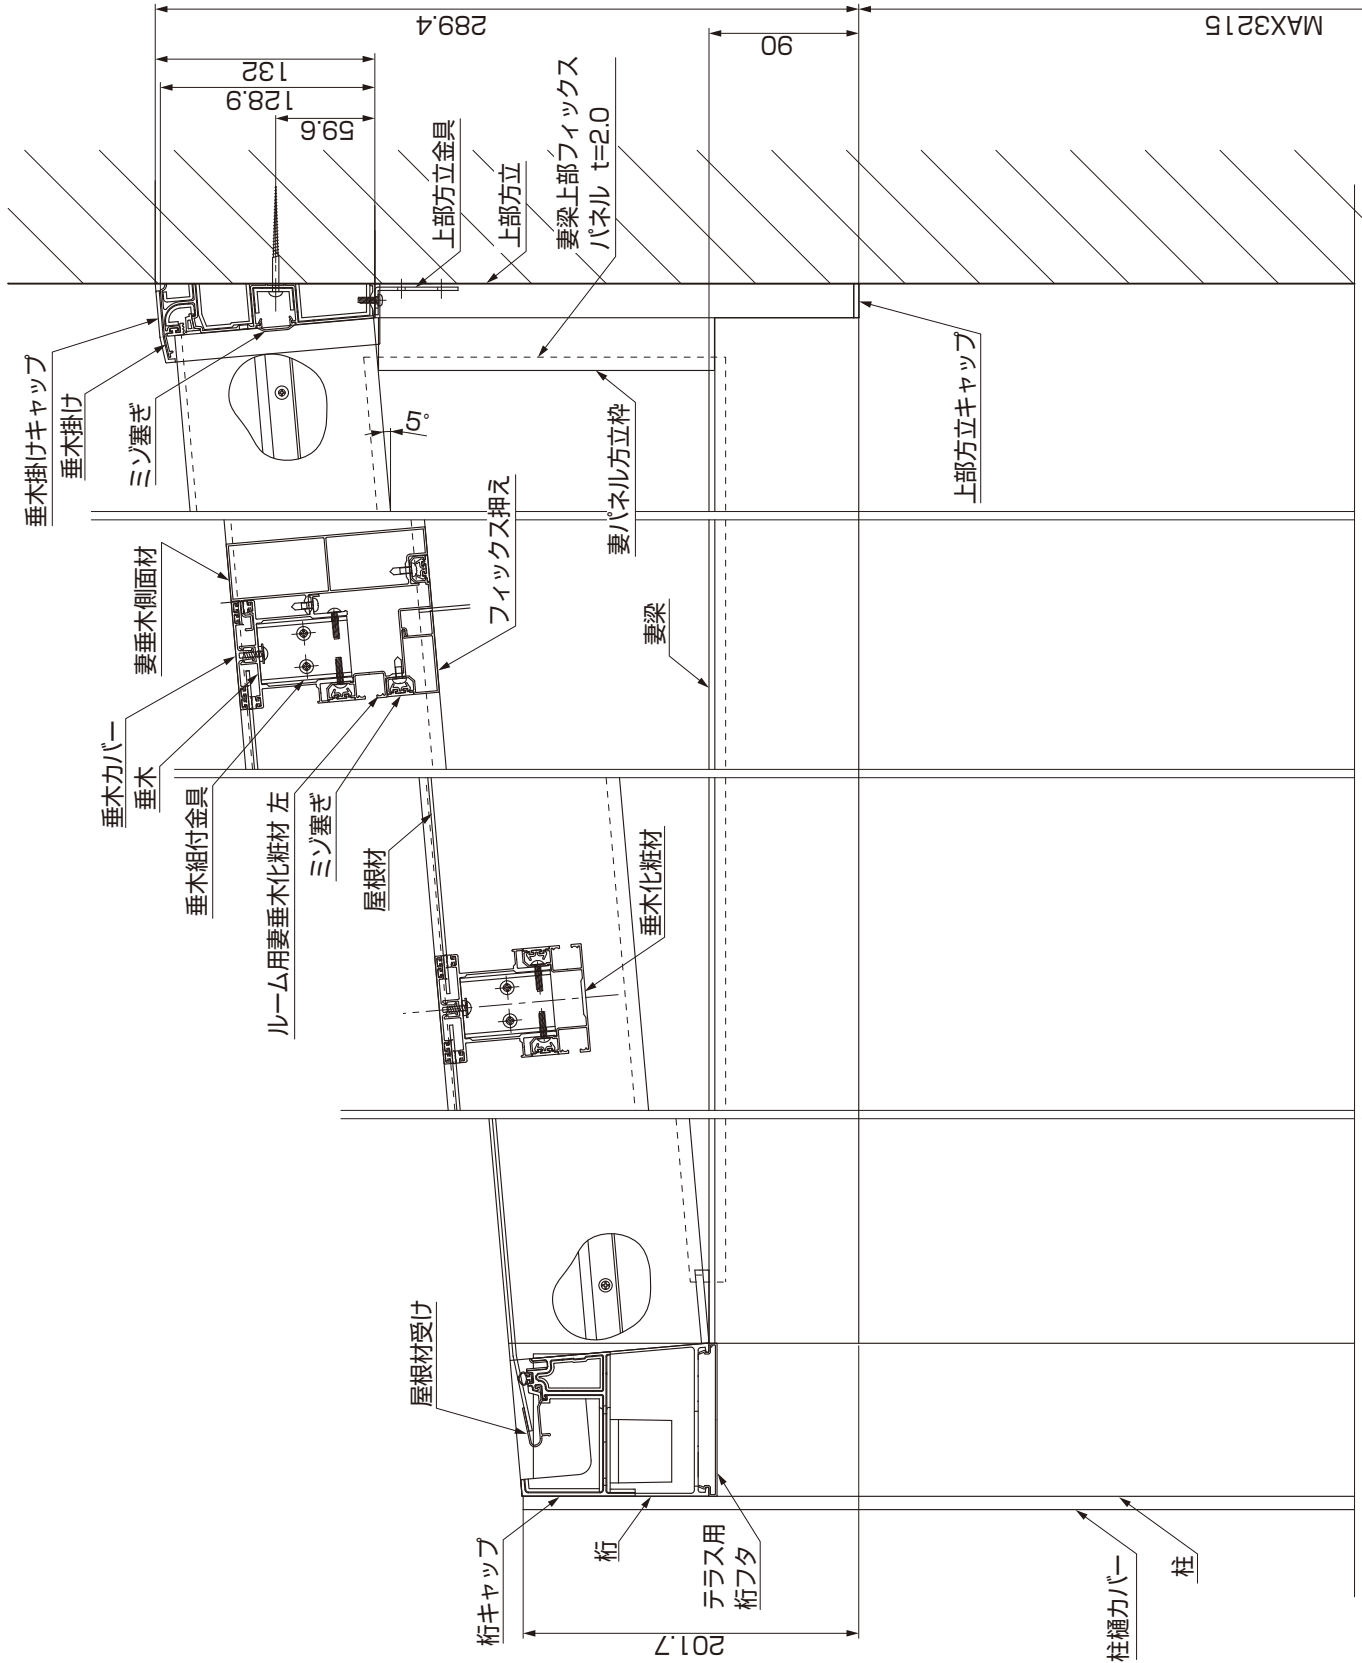 289.4
132
128.9
59.6
90
MAX3215
上部方立金具
上部方立
妻梁上部フィックス
パネル t=2.0
垂木掛けキャップ
垂木掛け
ミゾ塞ぎ
5°
上部方立キャップ
妻パネル方立枠
フィックス押え
妻垂木側面材
妻梁
垂木カバー
垂木
垂木組付金具
ルーム用妻垂木化粧材 左
ミゾ塞ぎ
屋根材
垂木化粧材
屋根材受け
桁キャップ
桁
テラス用
桁フタ
柱樋カバー
柱
201.7